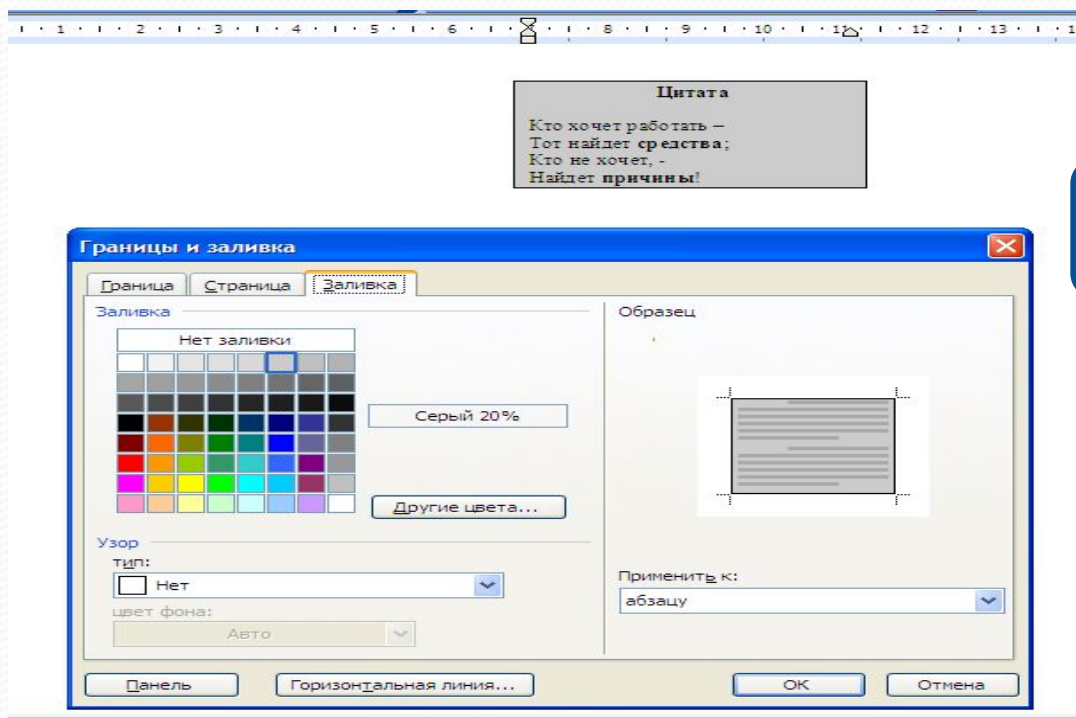 1 2 3 4 5 6 8 9 10 11 12 13 1
Цитата
Кто хочет работать –
Тот найдет средства;
Кто не хочет, -
Найдет причины!
Границы и заливка
Граница Страница Заливка
Заливка
Нет заливки
Серый 20%
Другие цвета...
Узор
тип:
Нет
цвет фона:
Авто
Образец
Применить к:
абзацу
Панель Горизонтальная линия... ОК Отмена